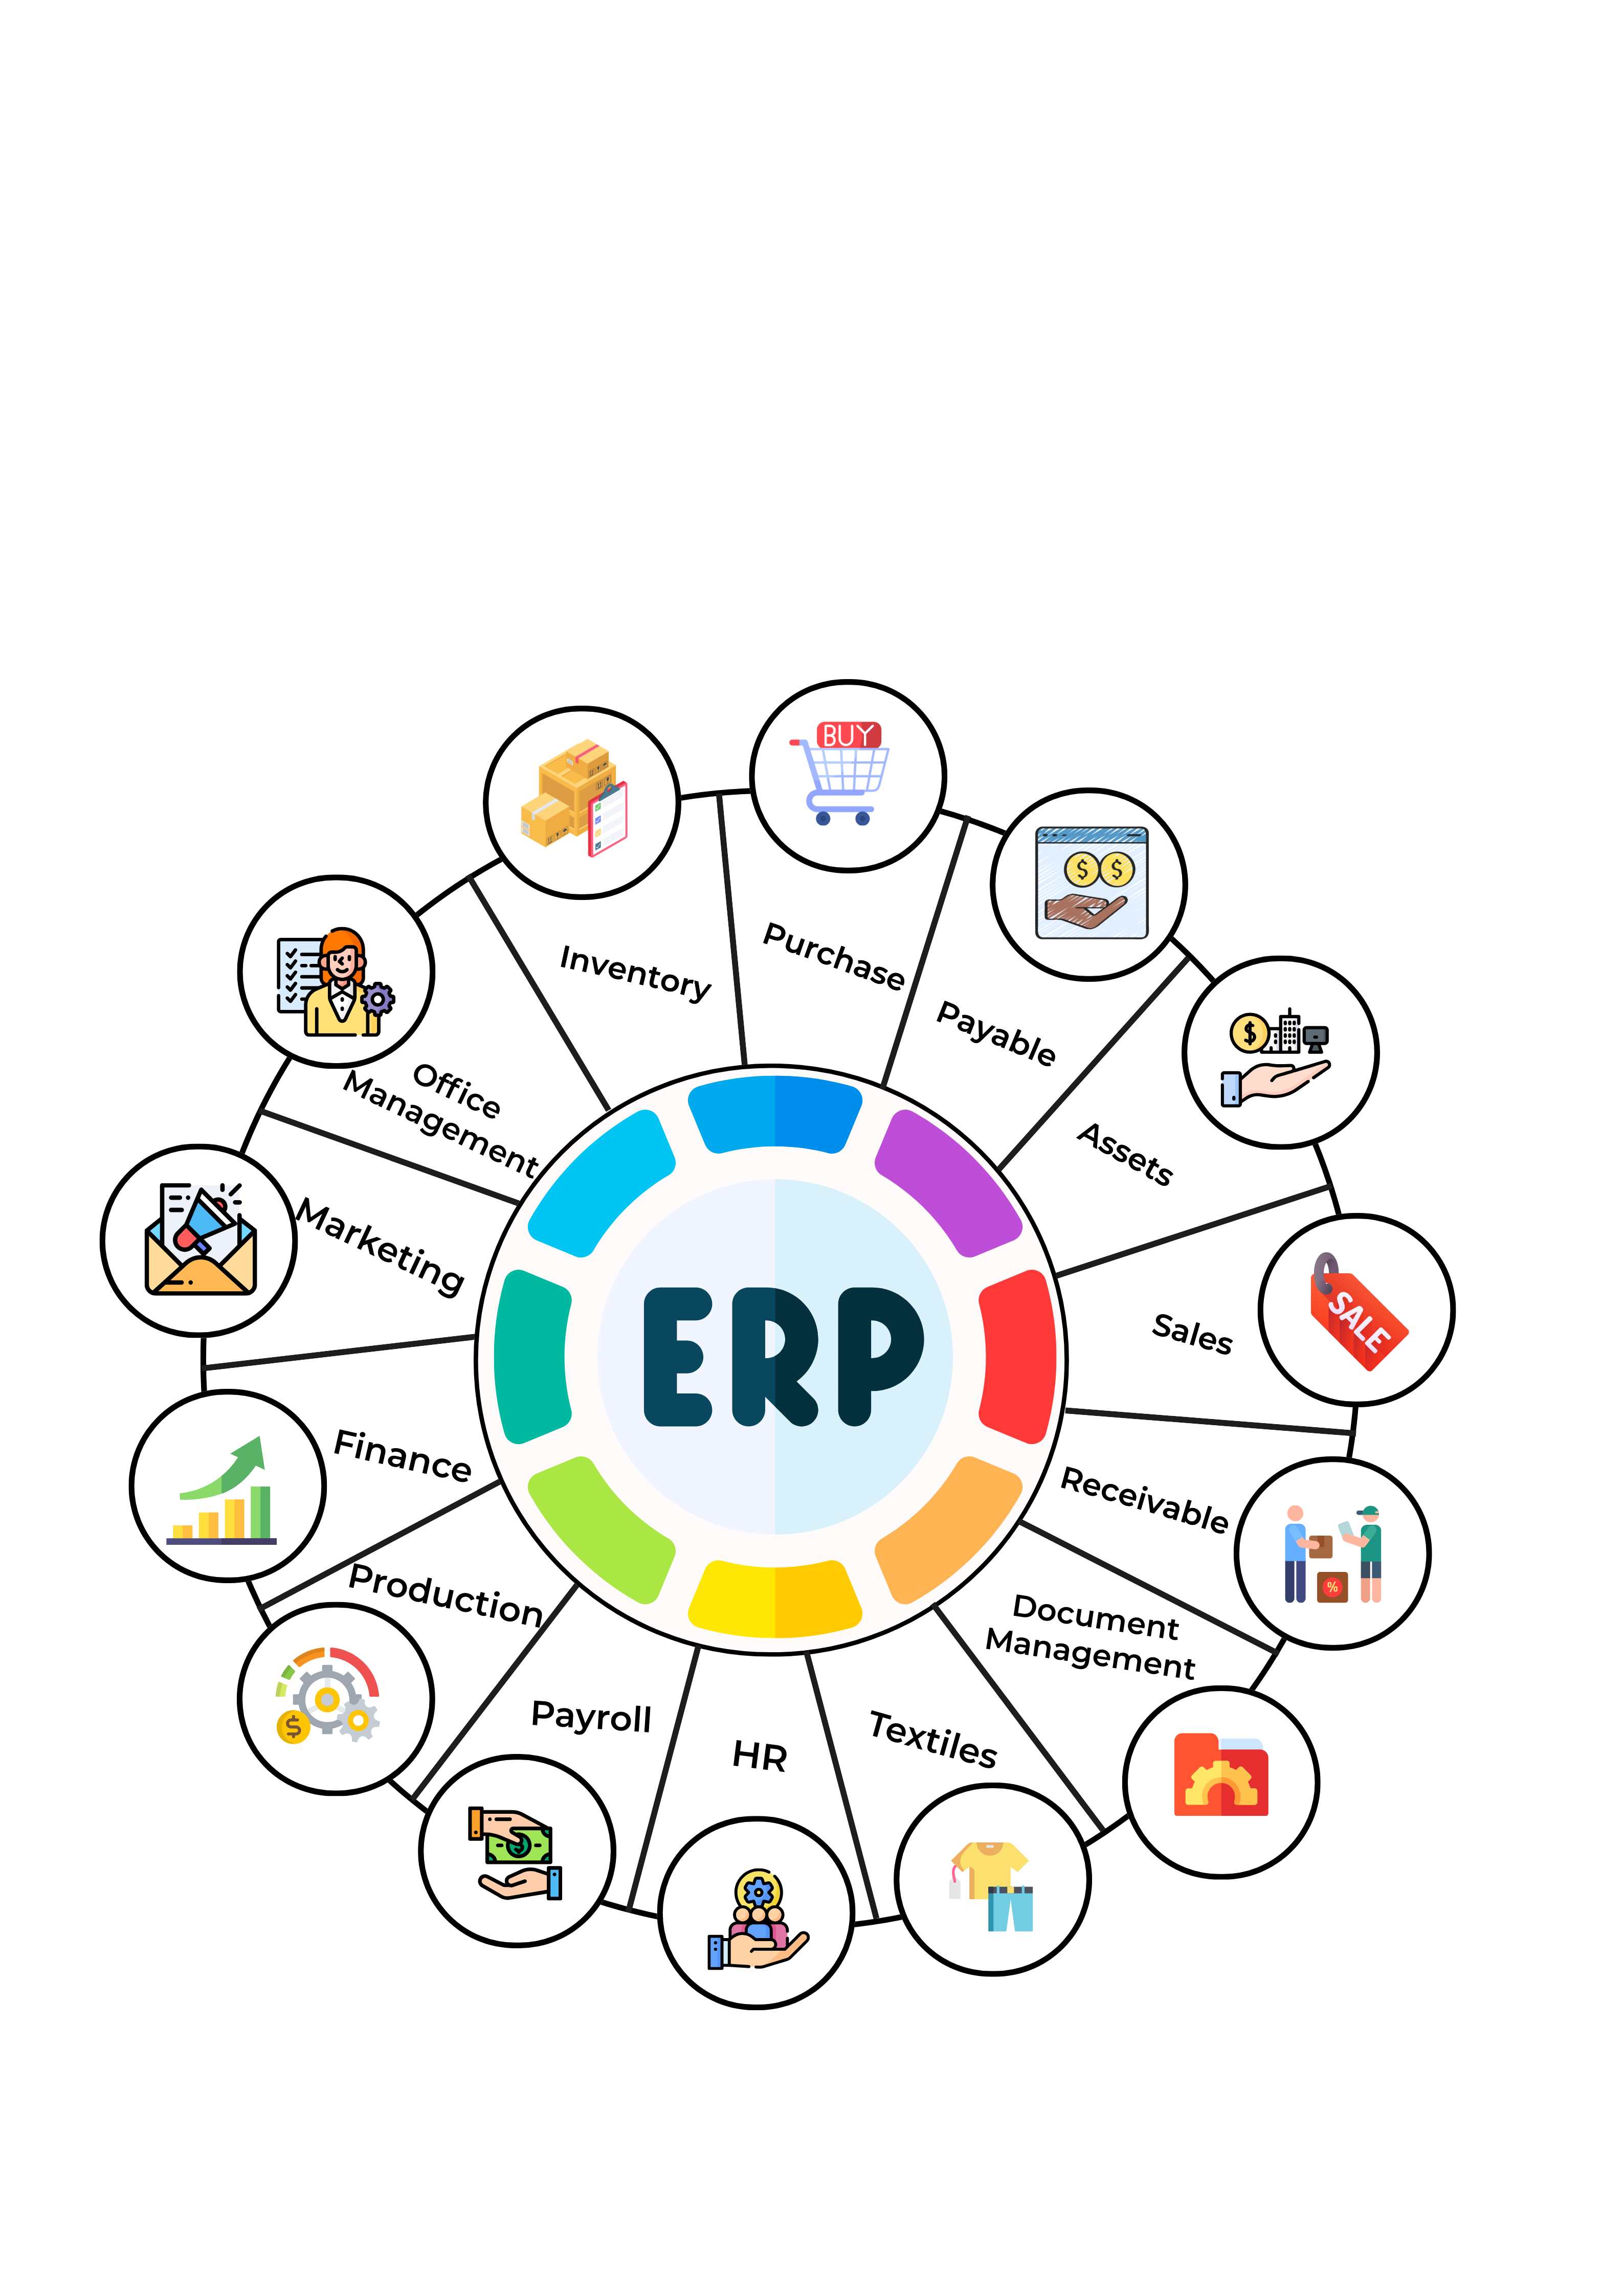 BUY
Purchase
Inventory
Payable
$ $
Office
Management
Assets
$
Marketing
Sales
SALE
ERP
Finance
Receivable
%
Production
Document
Management
$
Payroll
HR
Textiles
$